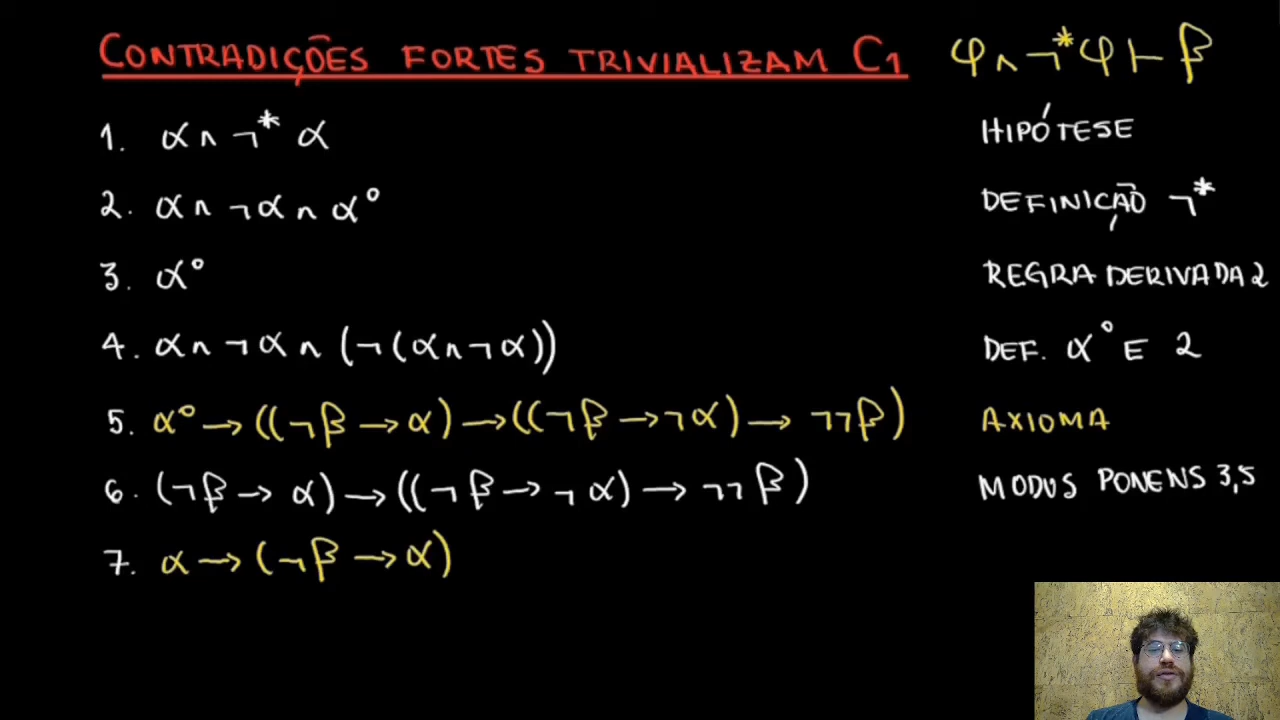 CONTRADIÇÕES FORTES TRIVIALIZAM C1 φ∧¬*φ⊢β
1. α∧¬*α HIPÓTESE
2. α∧¬α∧α° DEFINIÇÃO ¬*
3. α° REGRA DERIVADA 2
4. α∧¬α∧(¬(α∧¬α)) DEF. α° E 2
5. α°→((¬β→α)→((¬β→¬α)→¬¬β) AXIOMA
6. (¬β→α)→((¬β→¬α)→¬¬β) MODUS PONENS 3,5
7. α→(¬β→α)